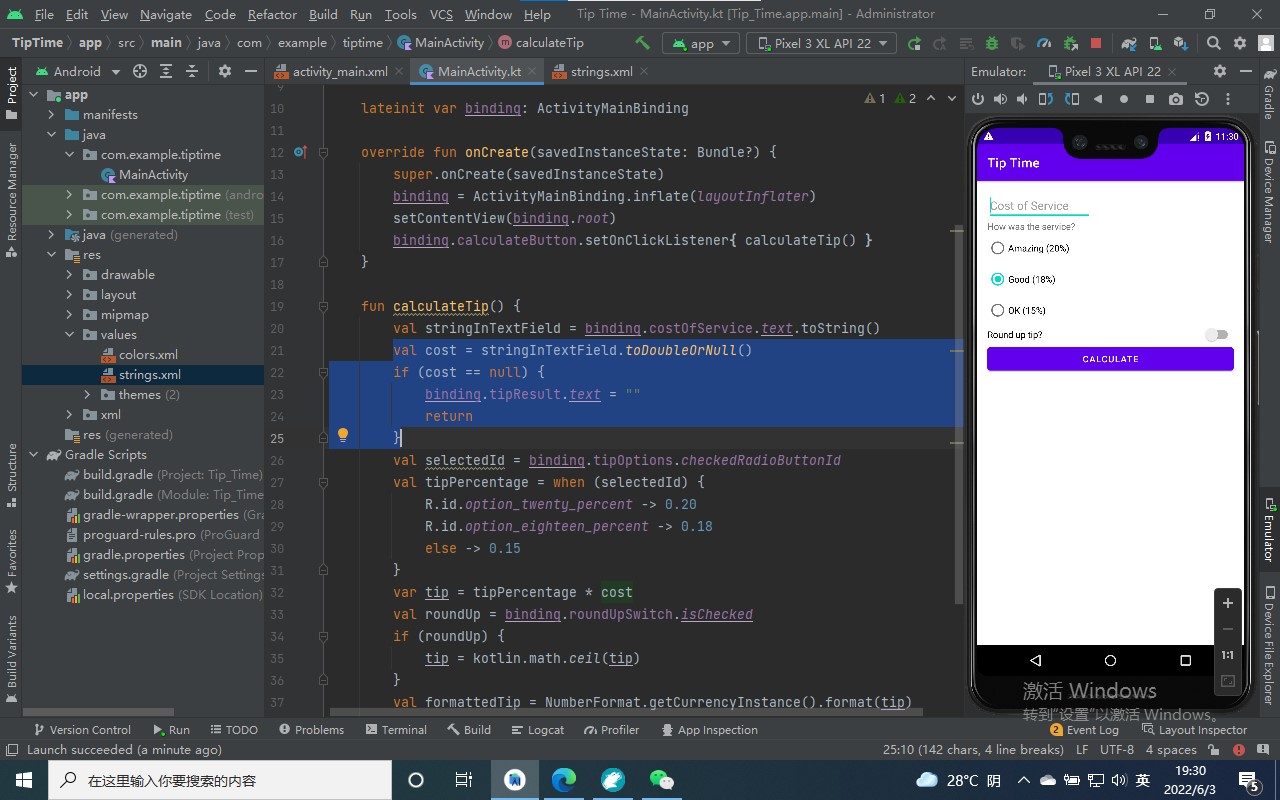 File Edit View Navigate Code Refactor Build Run Tools VCS Window Help Tip Time - MainActivity.kt [Tip_Time.app.main] - Administrator
TipTime app src main java com example tiptime MainActivity calculateTip app Pixel 3 XL API 22
Android activity_main.xml MainActivity.kt strings.xml Emulator: Pixel 3 XL API 22
Project
Resource Manager
Structure
Favorites
Build Variants
app
manifests
java
com.example.tiptime
MainActivity
com.example.tiptime (andro
com.example.tiptime (test)
java (generated)
res
drawable
layout
mipmap
values
colors.xml
strings.xml
themes (2)
xml
res (generated)
Gradle Scripts
build.gradle (Project: Tip_Time)
build.gradle (Module: Tip_Time
gradle-wrapper.properties (Gra
proguard-rules.pro (ProGuard
gradle.properties (Project Prop
settings.gradle (Project Settings
local.properties (SDK Location)
1 2
9
10 lateinit var binding: ActivityMainBinding
11
12 override fun onCreate(savedInstanceState: Bundle?) {
13 super.onCreate(savedInstanceState)
14 binding = ActivityMainBinding.inflate(layoutInflater)
15 setContentView(binding.root)
16 binding.calculateButton.setOnClickListener{ calculateTip() }
17 }
18
19 fun calculateTip() {
20 val stringInTextField = binding.costOfService.text.toString()
21 val cost = stringInTextField.toDoubleOrNull()
22 if (cost == null) {
23 binding.tipResult.text = ""
24 return
25 }
26 val selectedId = binding.tipOptions.checkedRadioButtonId
27 val tipPercentage = when (selectedId) {
28 R.id.option_twenty_percent -> 0.20
29 R.id.option_eighteen_percent -> 0.18
30 else -> 0.15
31 }
32 var tip = tipPercentage * cost
33 val roundUp = binding.roundUpSwitch.isChecked
34 if (roundUp) {
35 tip = kotlin.math.ceil(tip)
36 }
37 val formattedTip = NumberFormat.getCurrencyInstance().format(tip)
11:30
Tip Time
Cost of Service
How was the service?
Amazing (20%)
Good (18%)
OK (15%)
Round up tip?
CALCULATE
1:1
激活 Windows
转到“设置”以激活 Windows。
Gradle
Device Manager
Emulator
Device File Explorer
Version Control Run TODO Problems Terminal Build Logcat Profiler App Inspection 2 Event Log Layout Inspector
Launch succeeded (a minute ago) 25:10 (142 chars, 4 line breaks) LF UTF-8 4 spaces
在这里输入你要搜索的内容 28°C 阴 英 19:30
2022/6/3 5